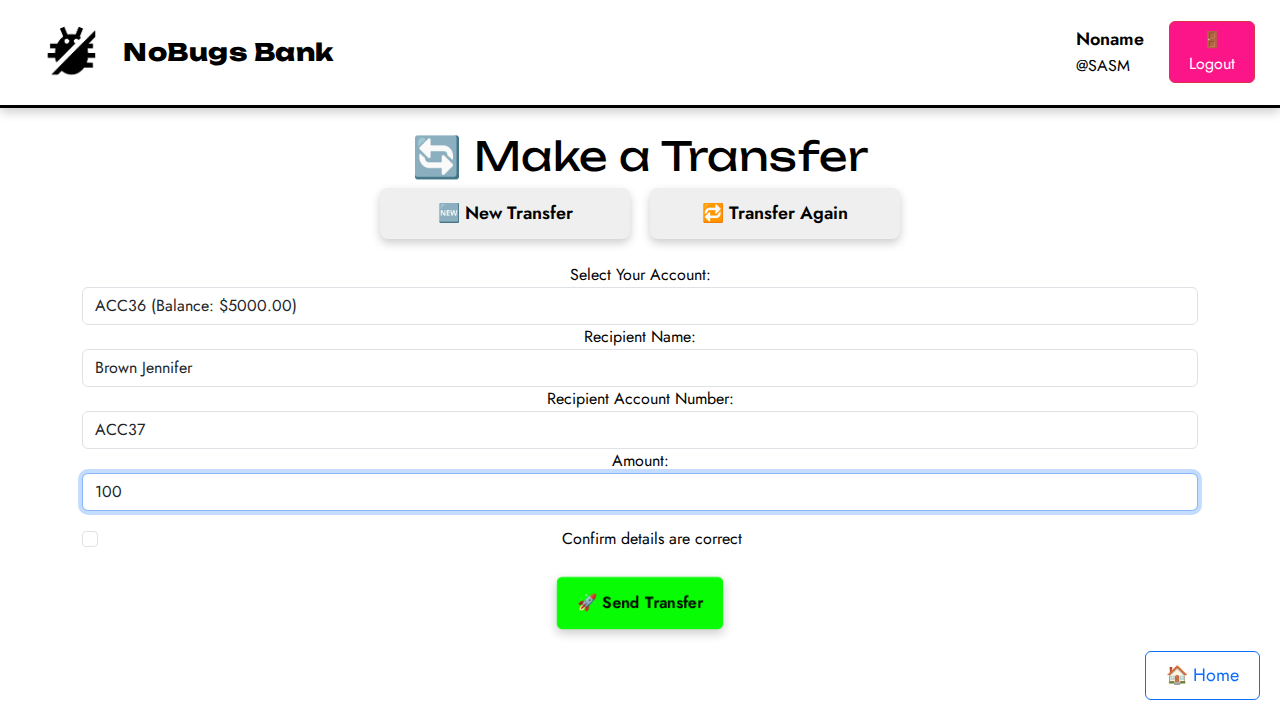 NoBugs Bank
Noname
@SASM
Logout
Make a Transfer
NEW New Transfer
Transfer Again
Select Your Account:
ACC36 (Balance: $5000.00)
Recipient Name:
Brown Jennifer
Recipient Account Number:
ACC37
Amount:
100
Confirm details are correct
Send Transfer
Home